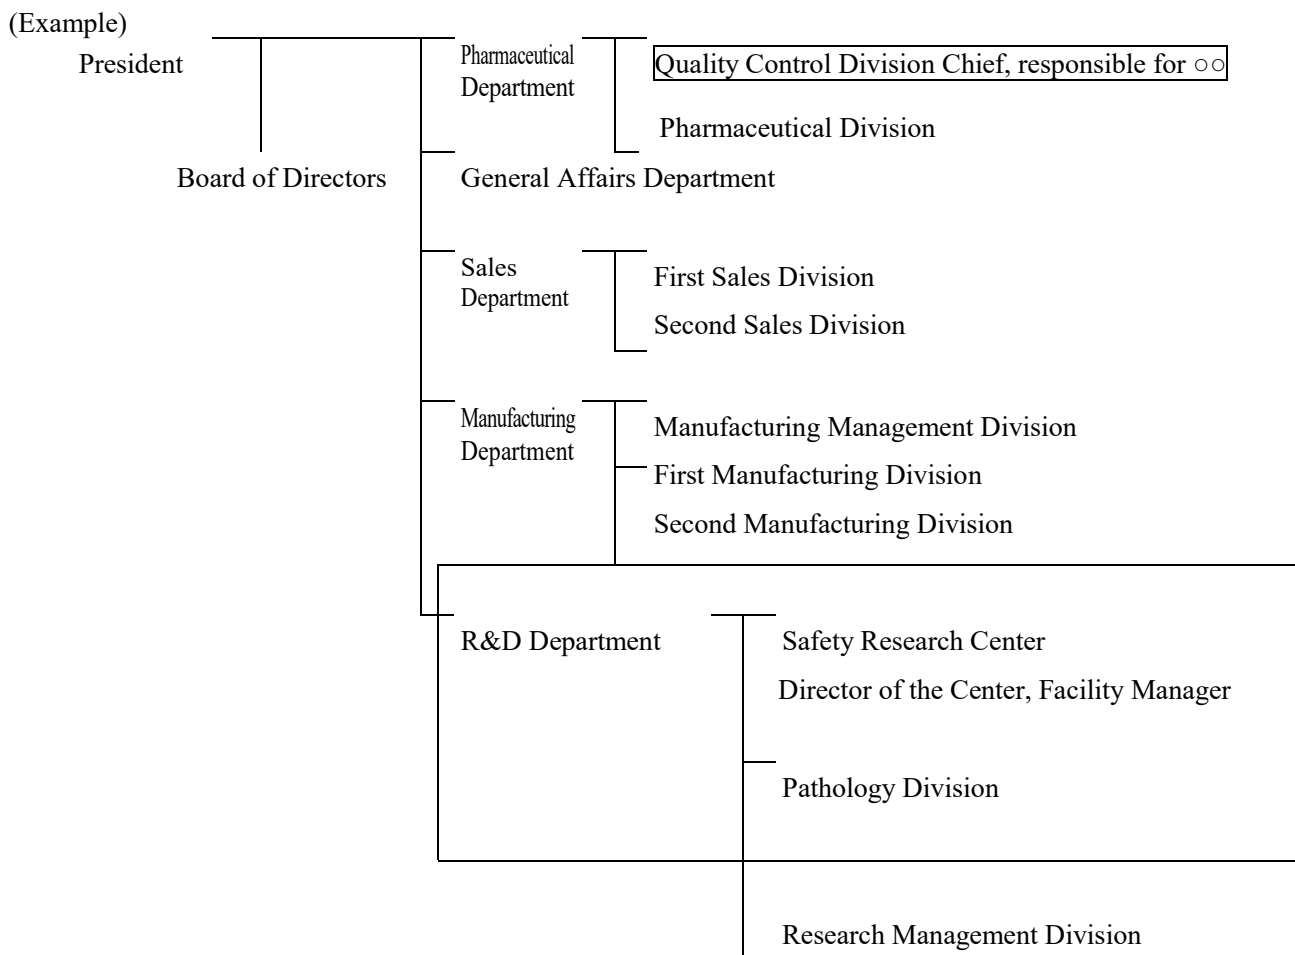 (Example)
President
Pharmaceutical
Department
Quality Control Division Chief, responsible for ○○
Pharmaceutical Division
Board of Directors
General Affairs Department
Sales
Department
First Sales Division
Second Sales Division
Manufacturing
Department
Manufacturing Management Division
First Manufacturing Division
Second Manufacturing Division
R&D Department
Safety Research Center
Director of the Center, Facility Manager
Pathology Division
Research Management Division